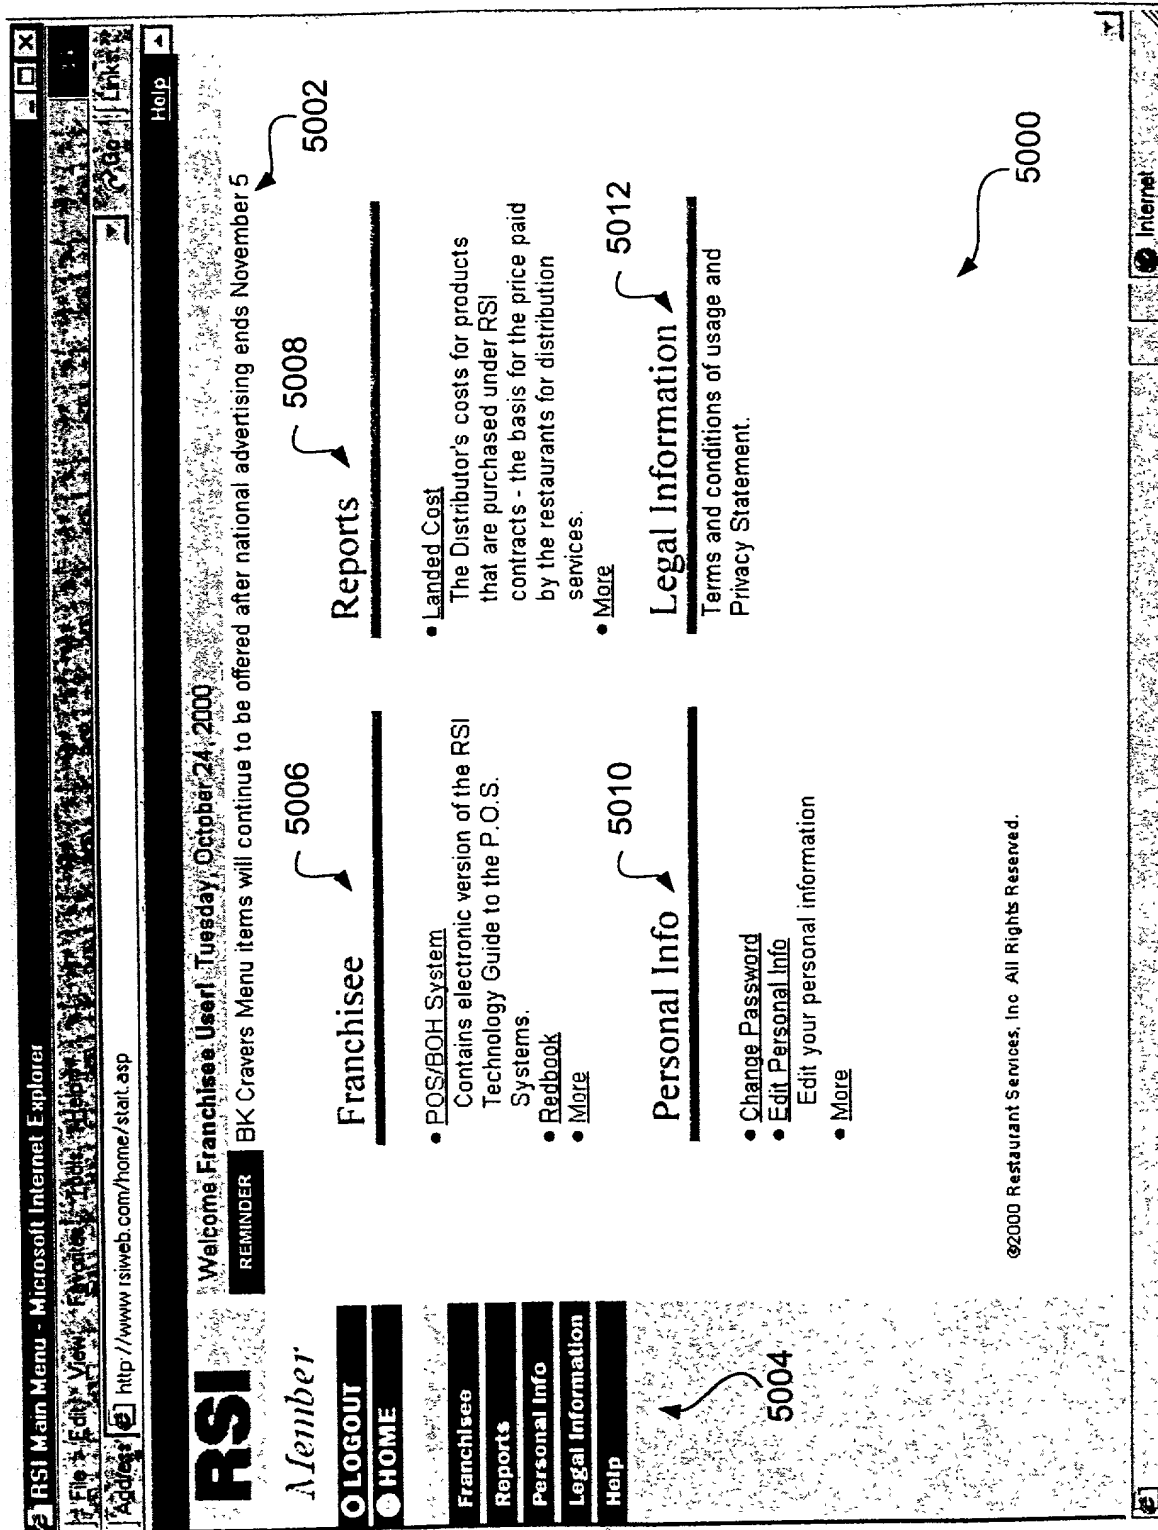 RSI Main Menu - Microsoft Internet Explorer
File Edit View Favorites Tools Help
Address http://www.rsiweb.com/home/start.asp Go Links »
Help
RSI
Welcome Franchisee User! Tuesday, October 24, 2000
REMINDER BK Cravers Menu items will continue to be offered after national advertising ends November 5
5002
Member
LOGOUT
HOME
Franchisee
Reports
Personal Info
Legal Information
Help
5004
5006
Franchisee
• POS/BOH System
Contains electronic version of the RSI
Technology Guide to the P.O.S.
Systems.
• Redbook
• More
5008
Reports
• Landed Cost
The Distributor's costs for products
that are purchased under RSI
contracts - the basis for the price paid
by the restaurants for distribution
services.
• More
5010
Personal Info
• Change Password
• Edit Personal Info
Edit your personal information
• More
5012
Legal Information
Terms and conditions of usage and
Privacy Statement.
5000
©2000 Restaurant Services, Inc All Rights Reserved.
Internet